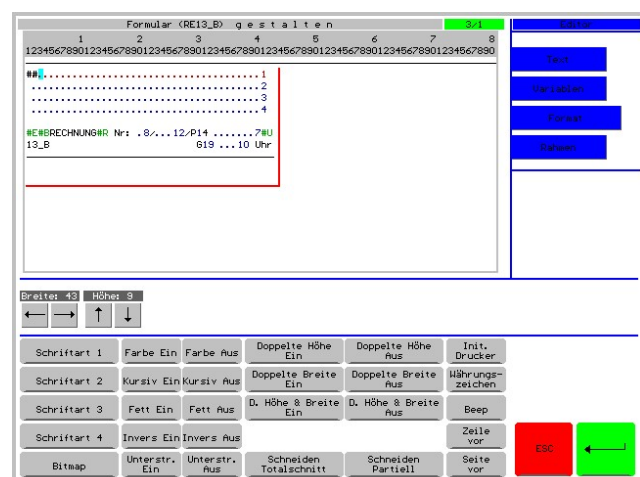 Formular (RE13_B) g e s t a l t e n
3/1
Editor
1 2 3 4 5 6 7 8
12345678901234567890123456789012345678901234567890123456789012345678901234567890
Text
Variablen
Format
Rahmen
##.......................................1
........................................2
........................................3
........................................4
#E#BRECHNUNG#R Nr: .8/...12/P14 .......7#U
13_B G19 ...10 Uhr
Breite: 43 Höhe: 9
← → ↑ ↓
Schriftart 1 Farbe Ein Farbe Aus Doppelte Höhe Ein Doppelte Höhe Aus Init. Drucker
Schriftart 2 Kursiv Ein Kursiv Aus Doppelte Breite Ein Doppelte Breite Aus Währungs-zeichen
Schriftart 3 Fett Ein Fett Aus D. Höhe & Breite Ein D. Höhe & Breite Aus Beep
Schriftart 4 Invers Ein Invers Aus Zeile vor
Bitmap Unterstr. Ein Unterstr. Aus Schneiden Totalschnitt Schneiden Partiell Seite vor
ESC